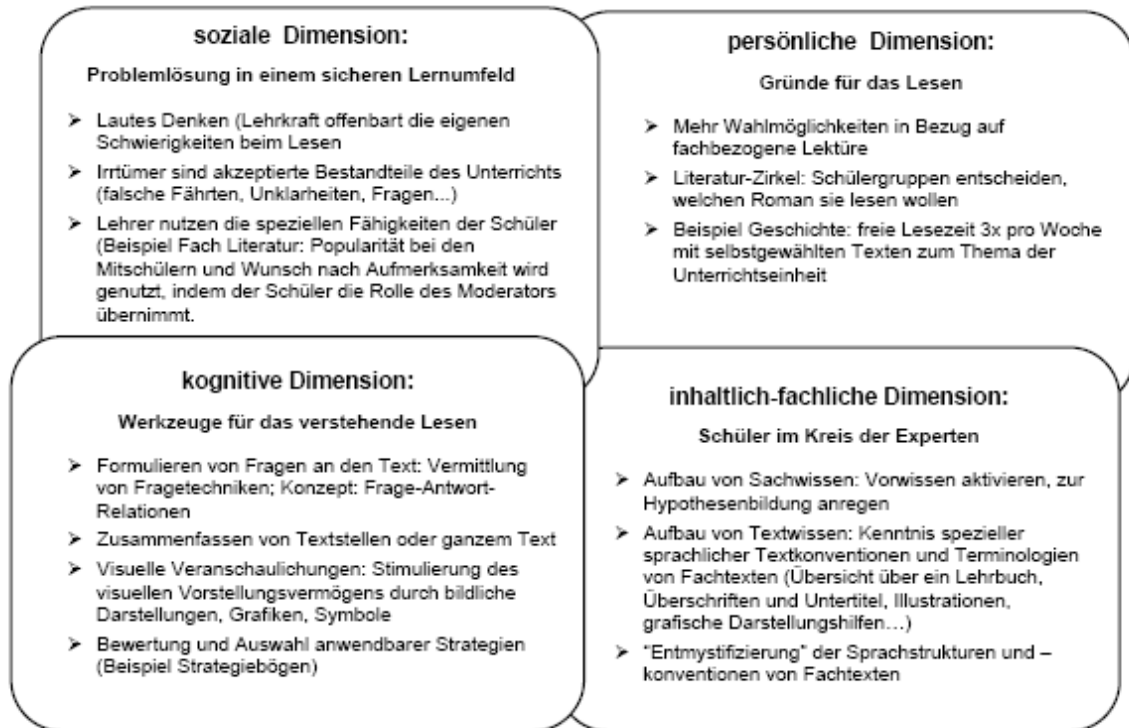 soziale Dimension:
Problemlösung in einem sicheren Lernumfeld
➢ Lautes Denken (Lehrkraft offenbart die eigenen
Schwierigkeiten beim Lesen
➢ Irrtümer sind akzeptierte Bestandteile des Unterrichts
(falsche Fährten, Unklarheiten, Fragen...)
➢ Lehrer nutzen die speziellen Fähigkeiten der Schüler
(Beispiel Fach Literatur: Popularität bei den
Mitschülern und Wunsch nach Aufmerksamkeit wird
genutzt, indem der Schüler die Rolle des Moderators
übernimmt.
persönliche Dimension:
Gründe für das Lesen
➢ Mehr Wahlmöglichkeiten in Bezug auf
fachbezogene Lektüre
➢ Literatur-Zirkel: Schülergruppen entscheiden,
welchen Roman sie lesen wollen
➢ Beispiel Geschichte: freie Lesezeit 3x pro Woche
mit selbstgewählten Texten zum Thema der
Unterrichtseinheit
kognitive Dimension:
Werkzeuge für das verstehende Lesen
➢ Formulieren von Fragen an den Text: Vermittlung
von Fragetechniken; Konzept: Frage-Antwort-
Relationen
➢ Zusammenfassen von Textstellen oder ganzem Text
➢ Visuelle Veranschaulichungen: Stimulierung des
visuellen Vorstellungsvermögens durch bildliche
Darstellungen, Grafiken, Symbole
➢ Bewertung und Auswahl anwendbarer Strategien
(Beispiel Strategiebögen)
inhaltlich-fachliche Dimension:
Schüler im Kreis der Experten
➢ Aufbau von Sachwissen: Vorwissen aktivieren, zur
Hypothesenbildung anregen
➢ Aufbau von Textwissen: Kenntnis spezieller
sprachlicher Textkonventionen und Terminologien
von Fachtexten (Übersicht über ein Lehrbuch,
Überschriften und Untertitel, Illustrationen,
grafische Darstellungshilfen…)
➢ "Entmystifizierung" der Sprachstrukturen und –
konventionen von Fachtexten